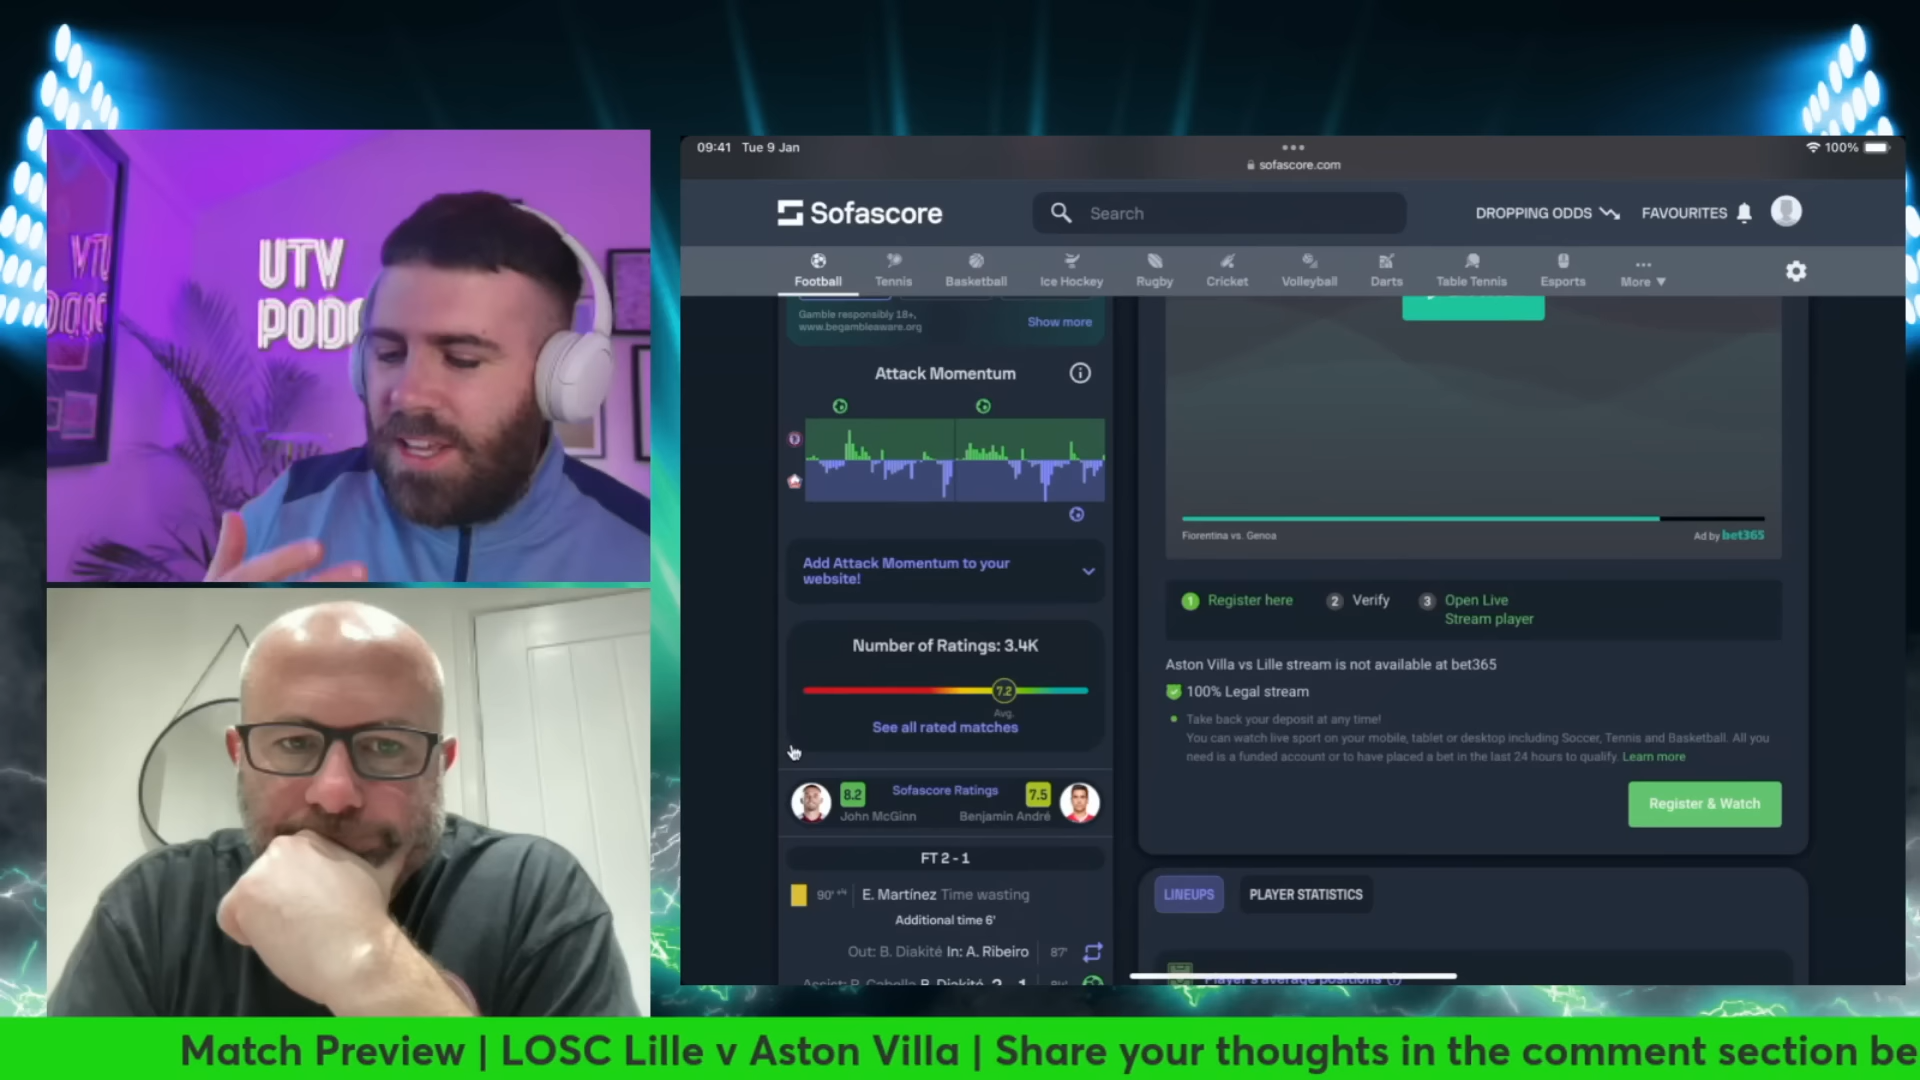 UTV
09:41 Tue 9 Jan
sofascore.com
100%
Sofascore
Search
DROPPING ODDS
FAVOURITES
Football
Tennis
Basketball
Ice Hockey
Rugby
Cricket
Volleyball
Darts
Table Tennis
Esports
More
Gamble responsibly 18+,
www.begambleaware.org
Show more
Attack Momentum
Add Attack Momentum to your
website!
Number of Ratings: 3.4K
7.2
Avg.
See all rated matches
8.2
Sofascore Ratings
7.5
John McGinn
Benjamin André
FT 2 - 1
90' +4 E. Martínez Time wasting
Additional time 6'
Out: B. Diakité In: A. Ribeiro 87'
Fiorentina vs. Genoa
Ad by bet365
1 Register here
2 Verify
3 Open Live
Stream player
Aston Villa vs Lille stream is not available at bet365
100% Legal stream
Take back your deposit at any time!
You can watch live sport on your mobile, tablet or desktop including Soccer, Tennis and Basketball. All you
need is a funded account or to have placed a bet in the last 24 hours to qualify. Learn more
Register & Watch
LINEUPS
PLAYER STATISTICS
Player's average positions
Match Preview | LOSC Lille v Aston Villa | Share your thoughts in the comment section be